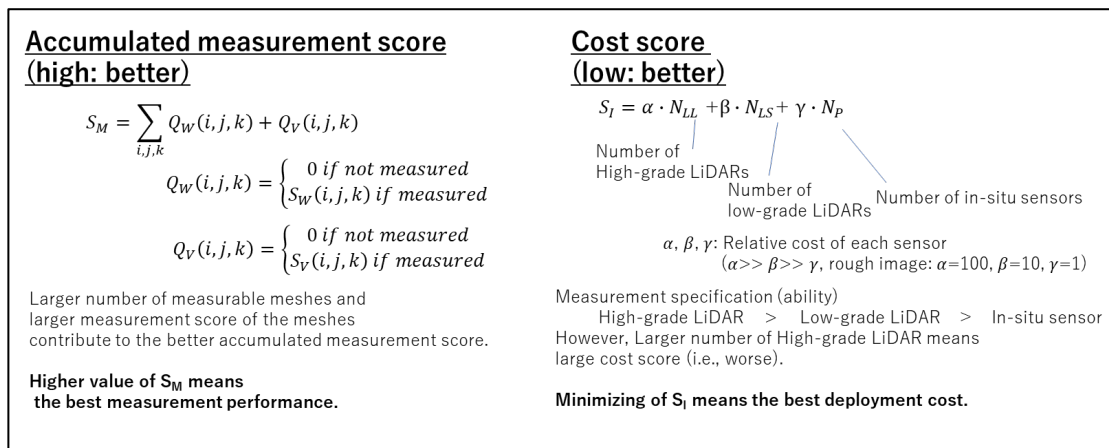 Accumulated measurement score
(high: better)
S_M = ∑_{i,j,k} Q_W(i, j, k) + Q_V(i, j, k)
Q_W(i, j, k) = { 0 if not measured
S_W(i, j, k) if measured
Q_V(i, j, k) = { 0 if not measured
S_V(i, j, k) if measured
Larger number of measurable meshes and
larger measurement score of the meshes
contribute to the better accumulated measurement score.
Higher value of S_M means
the best measurement performance.
Cost score
(low: better)
S_I = α · N_LL +β · N_LS + γ · N_P
Number of
High-grade LiDARs
Number of
low-grade LiDARs
Number of in-situ sensors
α, β, γ: Relative cost of each sensor
(α>> β>> γ, rough image: α=100, β=10, γ=1)
Measurement specification (ability)
High-grade LiDAR > Low-grade LiDAR > In-situ sensor
However, Larger number of High-grade LiDAR means
large cost score (i.e., worse).
Minimizing of S_I means the best deployment cost.